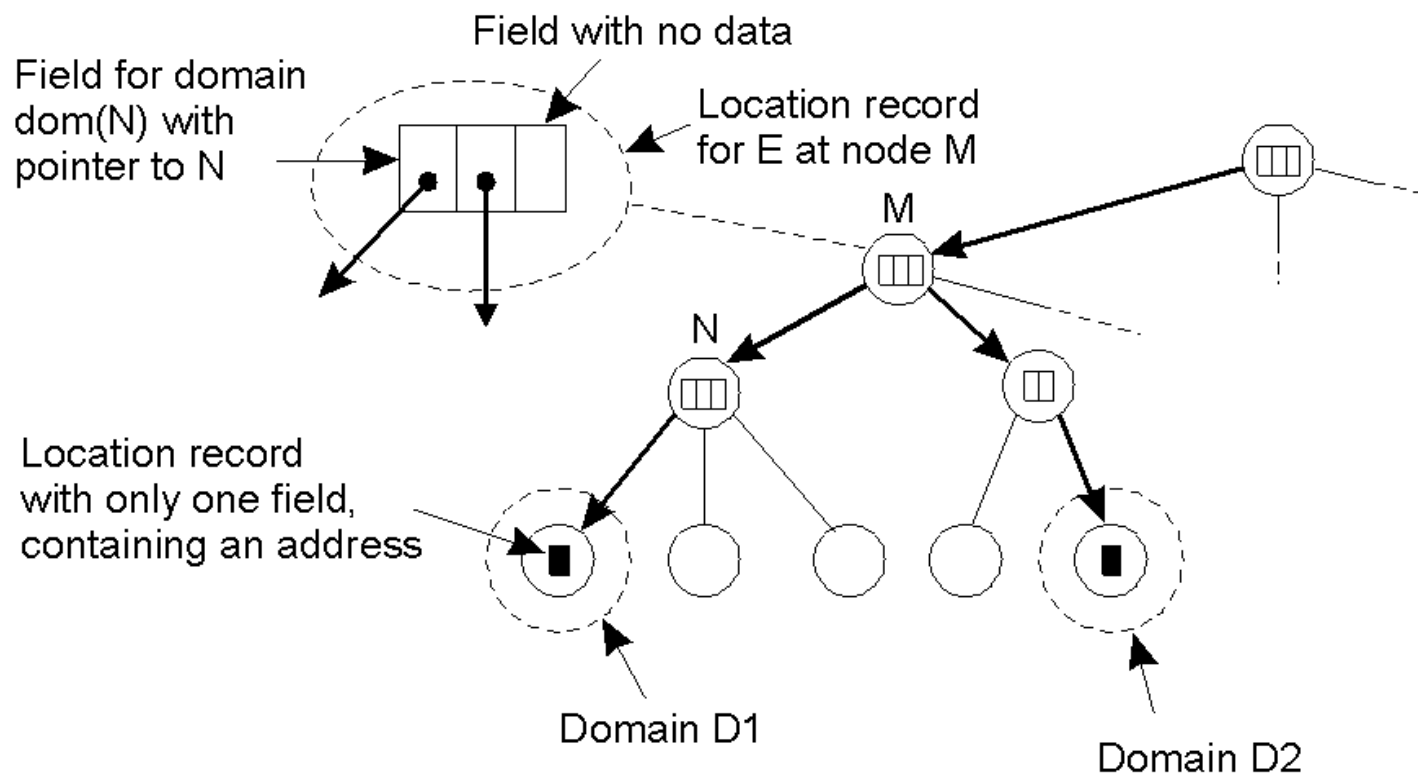 Field with no data
Field for domain
dom(N) with
pointer to N
Location record
for E at node M
M
N
Location record
with only one field,
containing an address
Domain D1
Domain D2